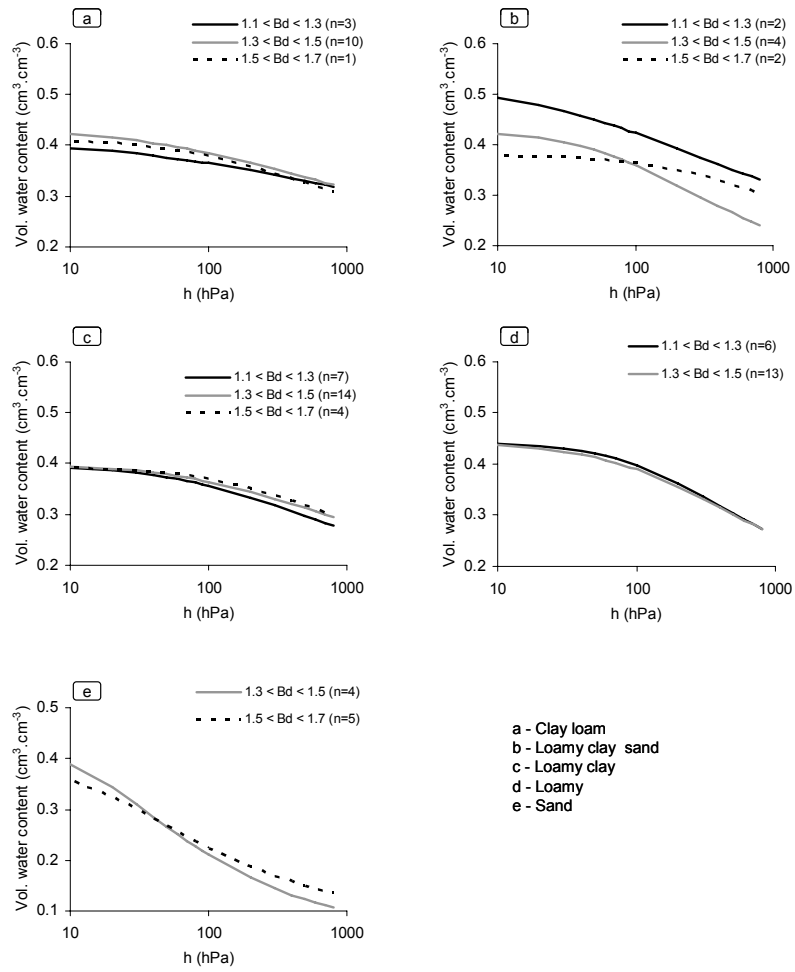 a
1.1 < Bd < 1.3 (n=3)
1.3 < Bd < 1.5 (n=10)
1.5 < Bd < 1.7 (n=1)
Vol. water content (cm³.cm⁻³)
0.6
0.5
0.4
0.3
0.2
10
100
1000
h (hPa)
b
1.1 < Bd < 1.3 (n=2)
1.3 < Bd < 1.5 (n=4)
1.5 < Bd < 1.7 (n=2)
Vol. water content (cm³.cm⁻³)
0.6
0.5
0.4
0.3
0.2
10
100
1000
h (hPa)
c
1.1 < Bd < 1.3 (n=7)
1.3 < Bd < 1.5 (n=14)
1.5 < Bd < 1.7 (n=4)
Vol. water content (cm³.cm⁻³)
0.6
0.5
0.4
0.3
0.2
10
100
1000
h (hPa)
d
1.1 < Bd < 1.3 (n=6)
1.3 < Bd < 1.5 (n=13)
Vol. water content (cm³.cm⁻³)
0.6
0.5
0.4
0.3
0.2
10
100
1000
h (hPa)
e
1.3 < Bd < 1.5 (n=4)
1.5 < Bd < 1.7 (n=5)
Vol. water content (cm³.cm⁻³)
0.5
0.4
0.3
0.2
0.1
10
100
1000
h (hPa)
a - Clay loam
b - Loamy clay sand
c - Loamy clay
d - Loamy
e - Sand